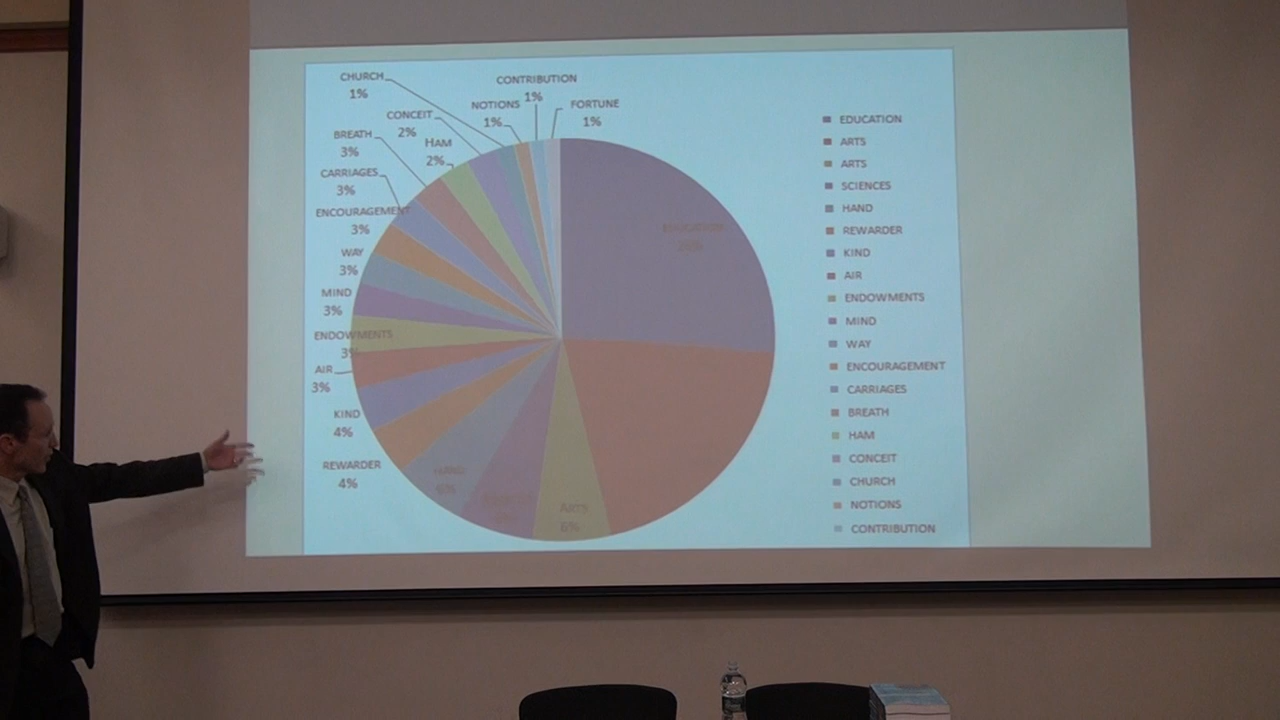 CHURCH
1%
CONTRIBUTION
1%
NOTIONS
1%
FORTUNE
1%
CONCEIT
2%
BREATH
3%
HAM
2%
CARRIAGES
3%
ENCOURAGEMENT
3%
WAY
3%
MIND
3%
ENDOWMENTS
3%
AIR
3%
KIND
4%
REWARDER
4%
HAND
6%
ARTS
6%
EDUCATION
EDUCATION
ARTS
ARTS
SCIENCES
HAND
REWARDER
KIND
AIR
ENDOWMENTS
MIND
WAY
ENCOURAGEMENT
CARRIAGES
BREATH
HAM
CONCEIT
CHURCH
NOTIONS
CONTRIBUTION